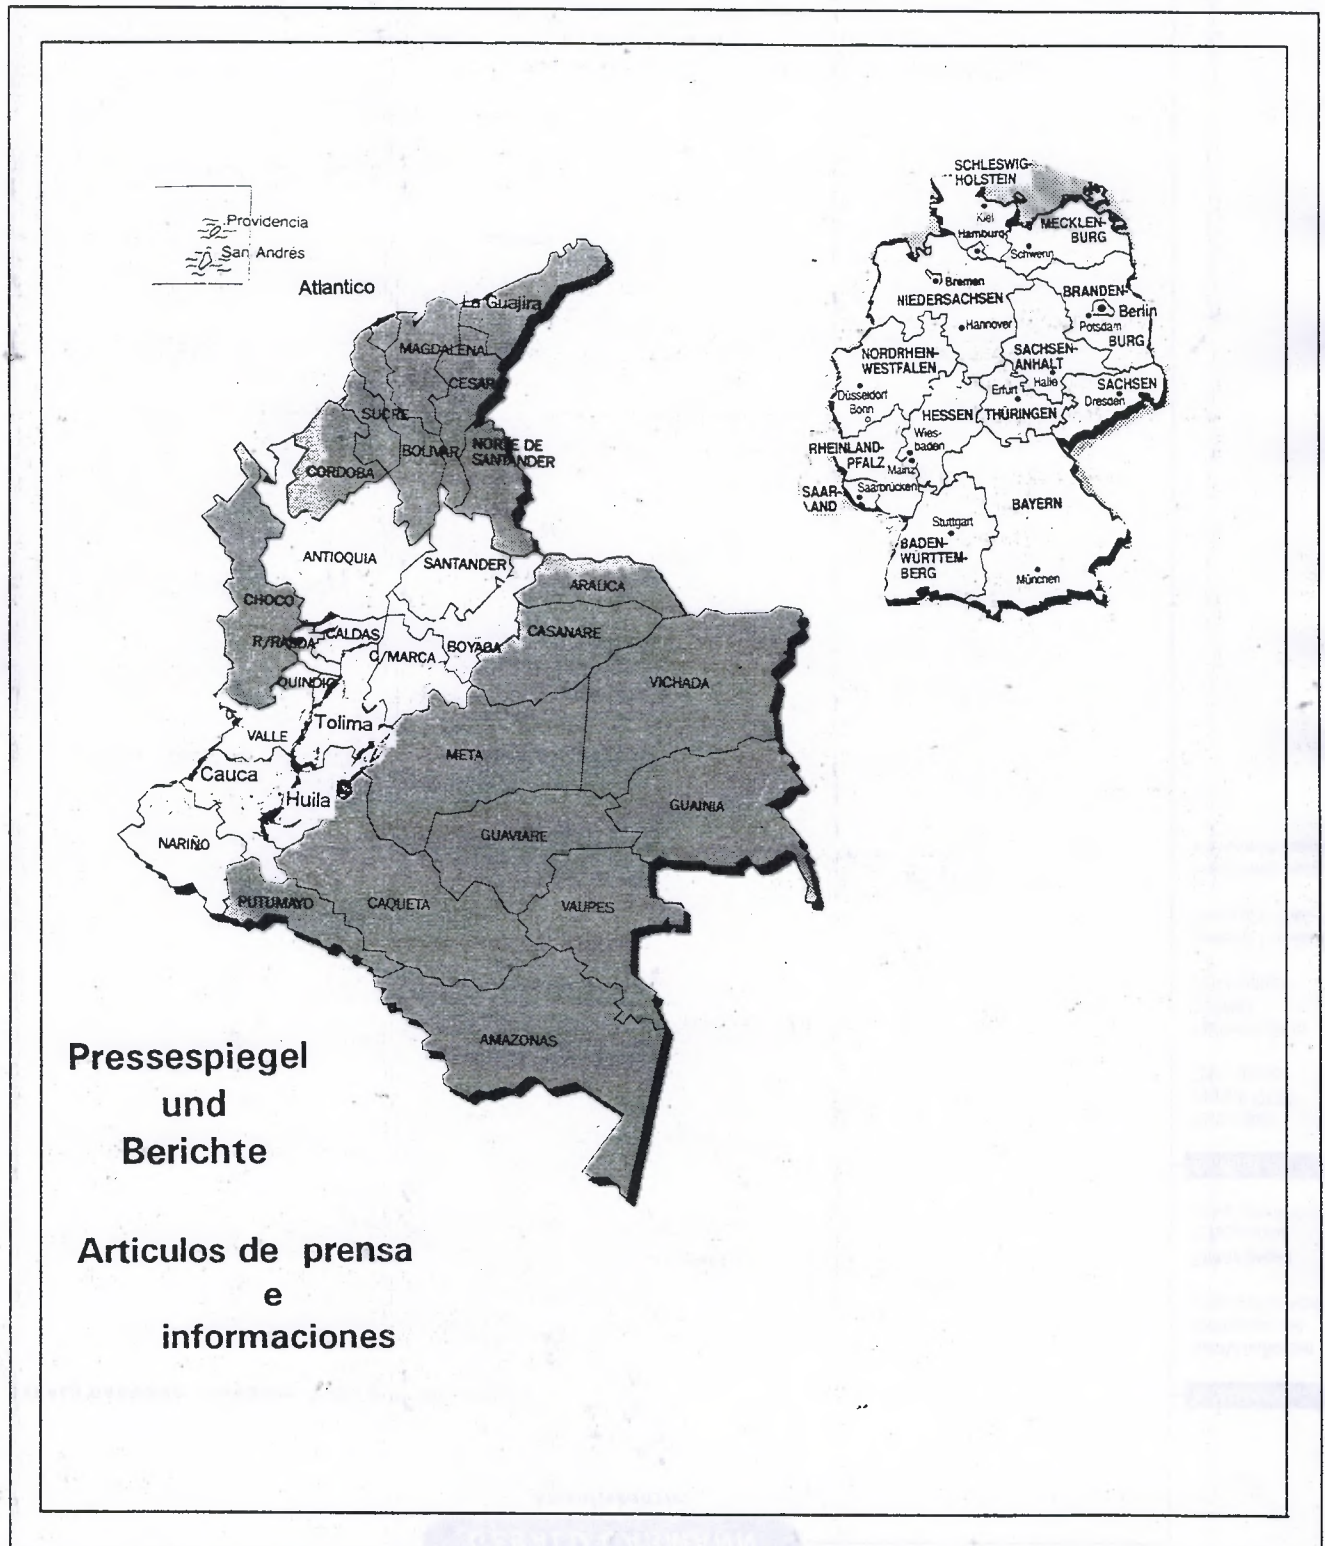 Providencia
San Andrés
Atlantico
La Guajira
MAGDALENA
CESAR
SUCRE
BOLIVAR
NORTE DE
SANTANDER
CORDOBA
ANTIOQUIA
SANTANDER
ARAUCA
CHOCO
CASANARE
R/RALDA
CALDAS
C/MARCA
BOYABA
QUINDIO
VICHADA
Tolima
VALLE
META
Cauca
Huila
GUAINIA
NARIÑO
GUAVIARE
PUTUMAYO
CAQUETA
VAUPES
AMAZONAS
SCHLESWIG-
HOLSTEIN
Kiel
Hamburg
MECKLEN-
BURG
Schwerin
Bremen
NIEDERSACHSEN
BRANDEN-
BURG
Berlin
Potsdam
Hannover
NORDRHEIN-
WESTFALEN
SACHSEN-
ANHALT
Halle
Düsseldorf
Bonn
Erfurt
SACHSEN
Dresden
HESSEN
THÜRINGEN
Wies-
baden
RHEINLAND-
PFALZ
Mainz
SAAR-
LAND
Saarbrücken
BAYERN
Stuttgart
BADEN-
WÜRTTEM-
BERG
München
Pressespiegel
und
Berichte
Articulos de prensa
e
informaciones